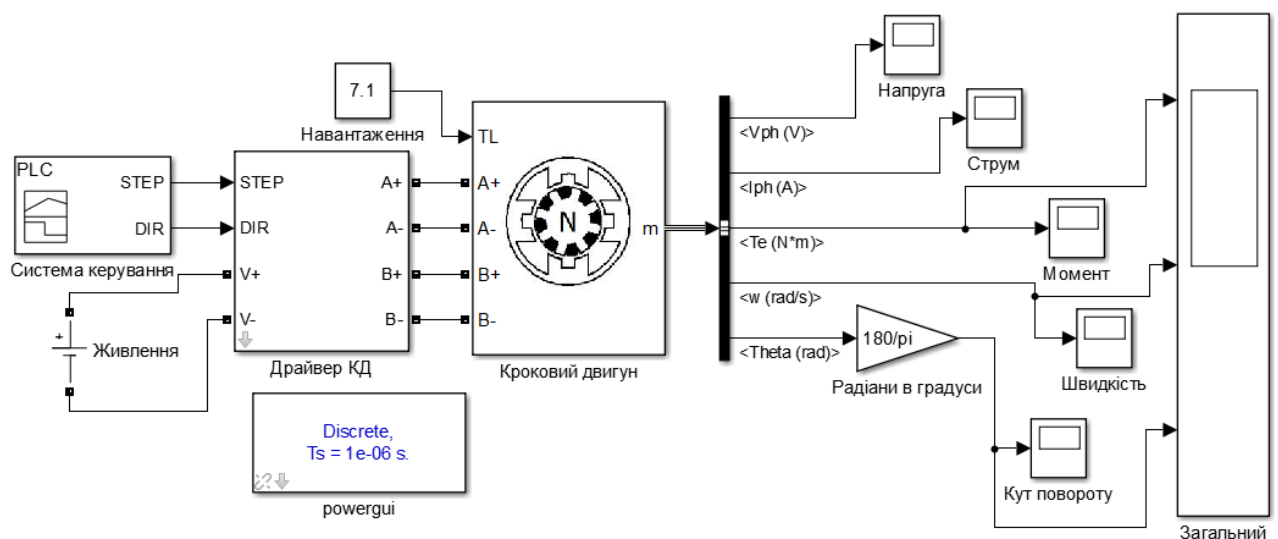 PLC
STEP
DIR
Система керування
Живлення
7.1
Навантаження
STEP
DIR
V+
V-
A+
A-
B+
B-
Драйвер КД
TL
A+
A-
B+
B-
N
m
Кроковий двигун
Discrete,
Ts = 1e-06 s.
powergui
<Vph (V)>
<Iph (A)>
<Te (N*m)>
<w (rad/s)>
<Theta (rad)>
180/pi
Радіани в градуси
Напруга
Струм
Момент
Швидкість
Кут повороту
Загальний